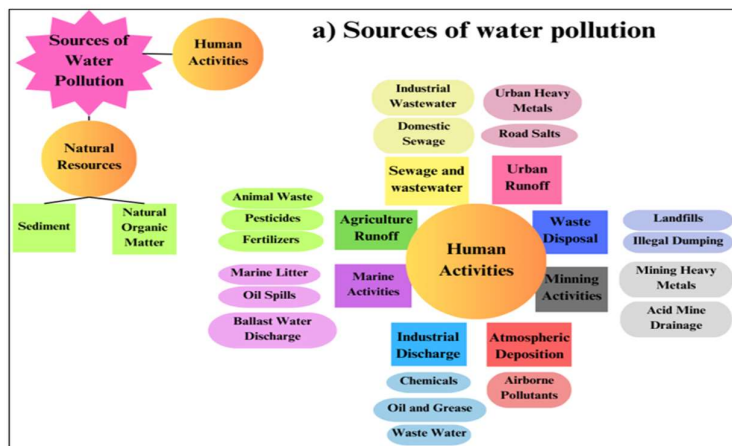 a) Sources of water pollution
Sources of
Water
Pollution
Human
Activities
Natural
Resources
Sediment
Natural
Organic
Matter
Industrial
Wastewater
Domestic
Sewage
Sewage and
wastewater
Urban Heavy
Metals
Road Salts
Urban
Runoff
Animal Waste
Pesticides
Fertilizers
Agriculture
Runoff
Human
Activities
Waste
Disposal
Landfills
Illegal Dumping
Marine Litter
Oil Spills
Ballast Water
Discharge
Marine
Activities
Minning
Activities
Mining Heavy
Metals
Acid Mine
Drainage
Industrial
Discharge
Chemicals
Oil and Grease
Waste Water
Atmospheric
Deposition
Airborne
Pollutants